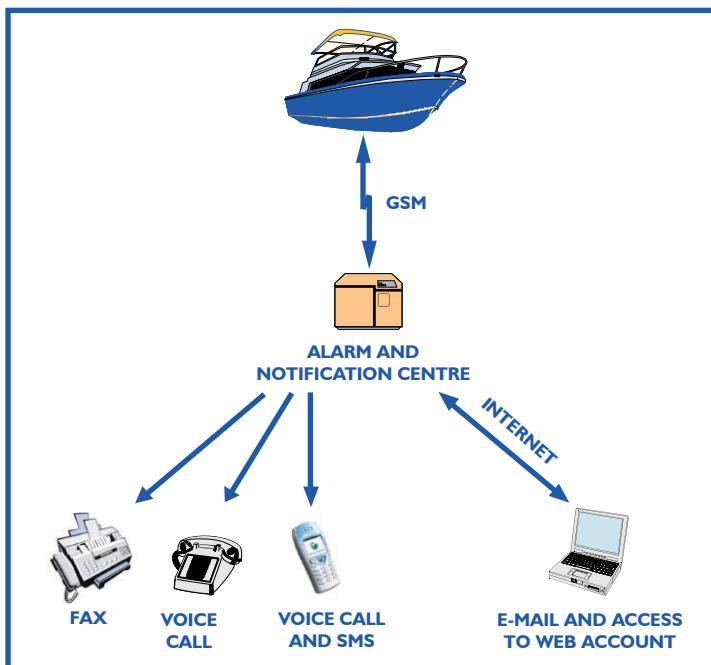 GSM
ALARM AND
NOTIFICATION CENTRE
INTERNET
FAX
VOICE
CALL
VOICE CALL
AND SMS
E-MAIL AND ACCESS
TO WEB ACCOUNT